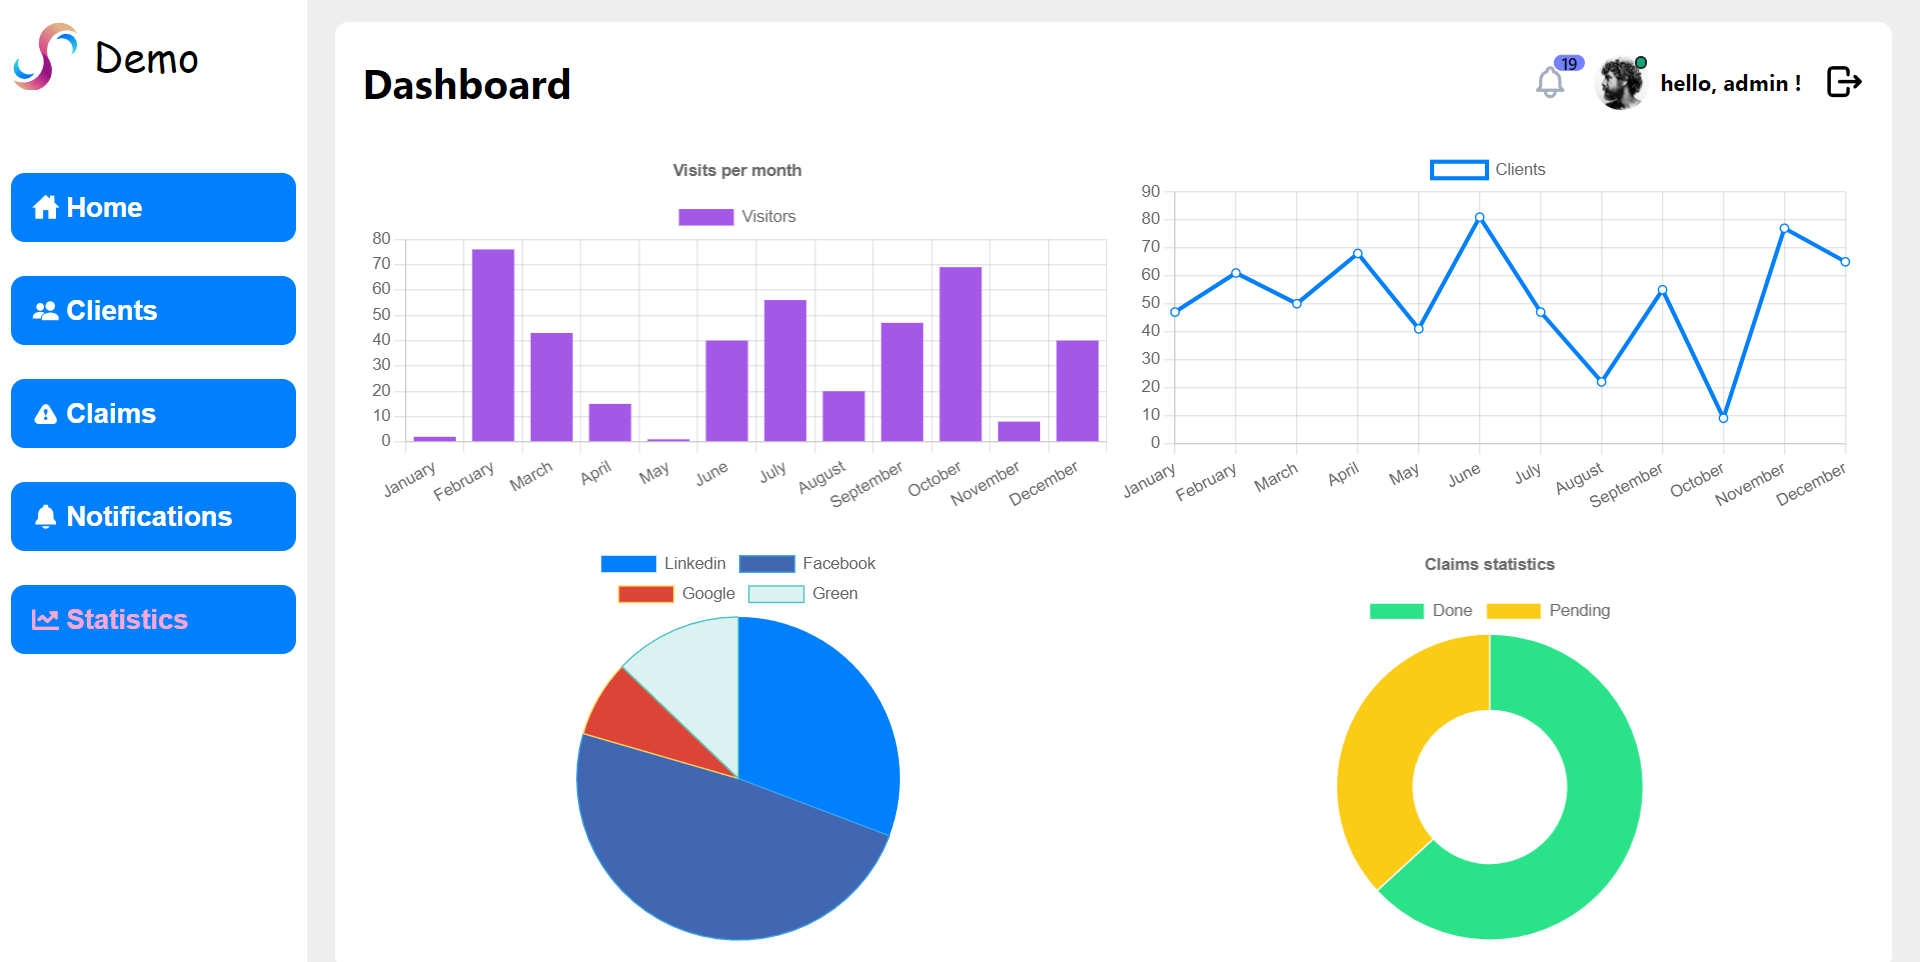 Demo
Home
Clients
Claims
Notifications
Statistics
Dashboard
19
hello, admin !
Visits per month
Visitors
80
70
60
50
40
30
20
10
0
January February March April May June July August September October November December
Clients
90
80
70
60
50
40
30
20
10
0
January February March April May June July August September October November December
Linkedin Facebook
Google Green
Claims statistics
Done Pending